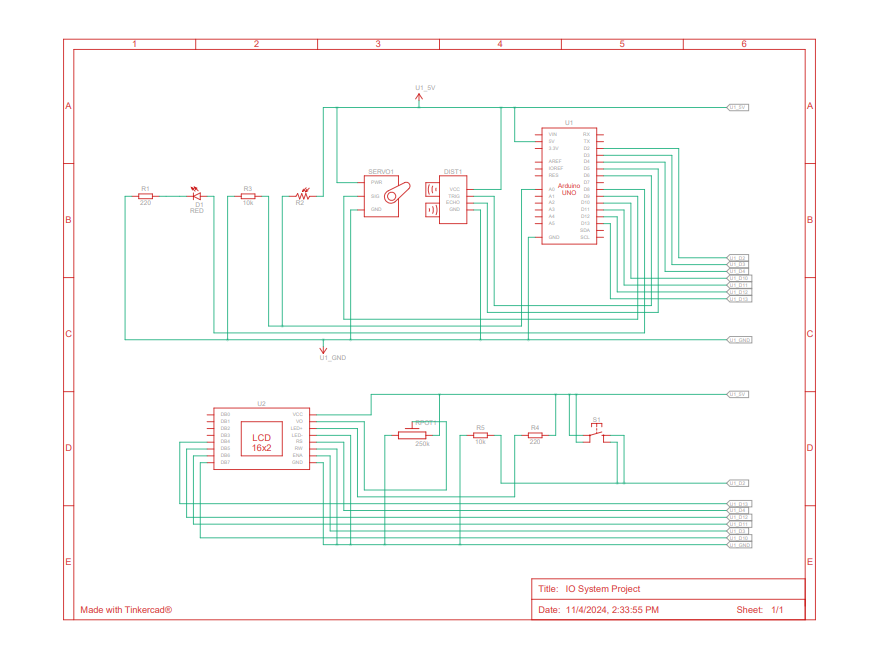 1 2 3 4 5 6
A A
B B
C C
D D
E E
U1_5V
U1_5V
U1
VIN
5V
3.3V
AREF
IOREF
RES
A0
A1
A2
A3
A4
A5
GND
RX
TX
D2
D3
D4
D5
D6
D7
D8
D9
D10
D11
D12
D13
SDA
SCL
Arduino
UNO
SERVO1
PWR
SIG
GND
DIST1
VCC
TRIG
ECHO
GND
R1
220
D1
RED
R3
10k
R2
U1_D2
U1_D3
U1_D4
U1_D10
U1_D11
U1_D12
U1_D13
U1_GND
U1_GND
U2
DB0
DB1
DB2
DB3
DB4
DB5
DB6
DB7
LCD
16x2
VCC
VO
LED+
LED-
RS
RW
ENA
GND
RPOT1
250k
R5
10k
R4
220
S1
U1_5V
U1_D2
U1_D13
U1_D4
U1_D12
U1_D11
U1_D3
U1_D10
U1_GND
Title: IO System Project
Made with Tinkercad®
Date: 11/4/2024, 2:33:55 PM Sheet: 1/1